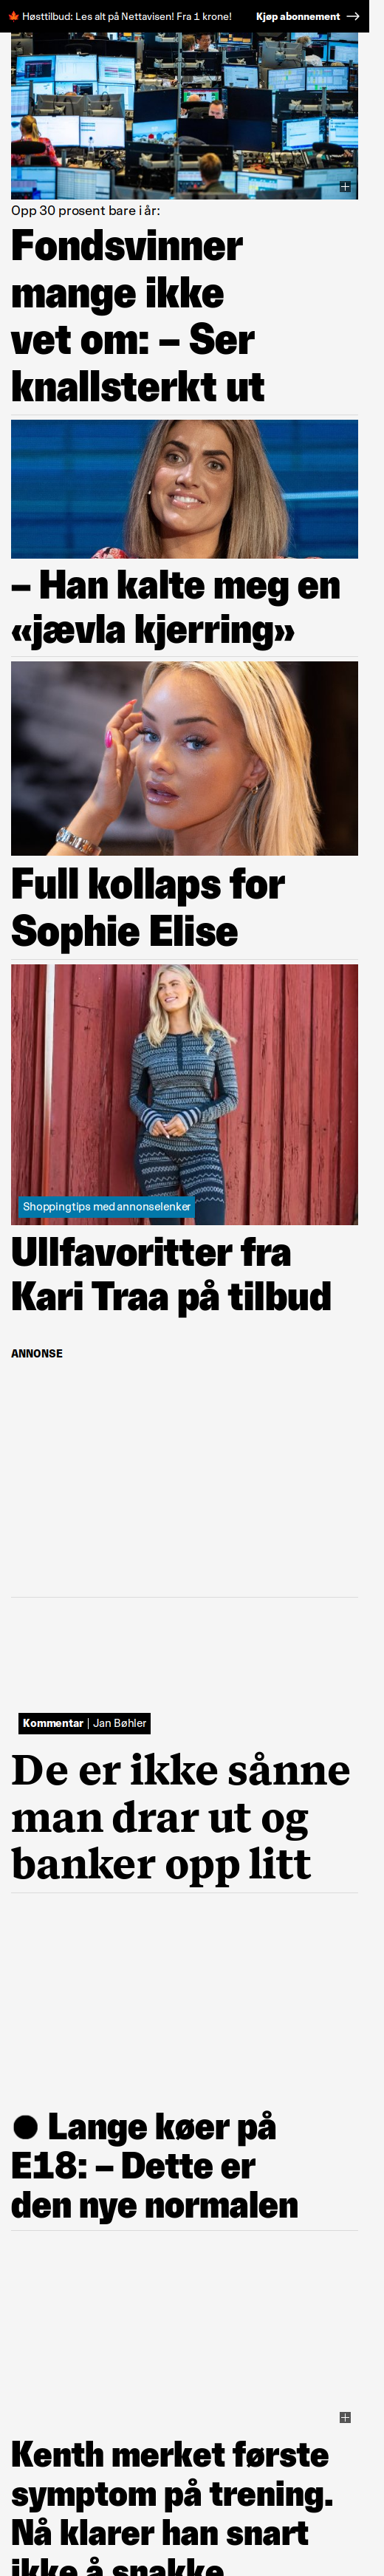 🍁 Høsttilbud: Les alt på Nettavisen! Fra 1 krone! Kjøp abonnement →
Opp 30 prosent bare i år:
Fondsvinner
mange ikke
vet om: – Ser
knallsterkt ut
– Han kalte meg en
«jævla kjerring»
Full kollaps for
Sophie Elise
Shoppingtips med annonselenker
Ullfavoritter fra
Kari Traa på tilbud
ANNONSE
Kommentar | Jan Bøhler
De er ikke sånne
man drar ut og
banker opp litt
● Lange køer på
E18: – Dette er
den nye normalen
Kenth merket første
symptom på trening.
Nå klarer han snart
ikke å snakke